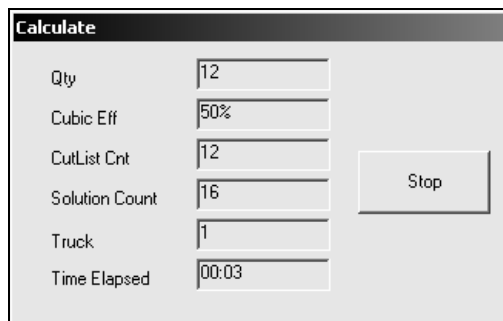 Calculate
Qty 12
Cubic Eff 50%
CutList Cnt 12
Stop
Solution Count 16
Truck 1
Time Elapsed 00:03